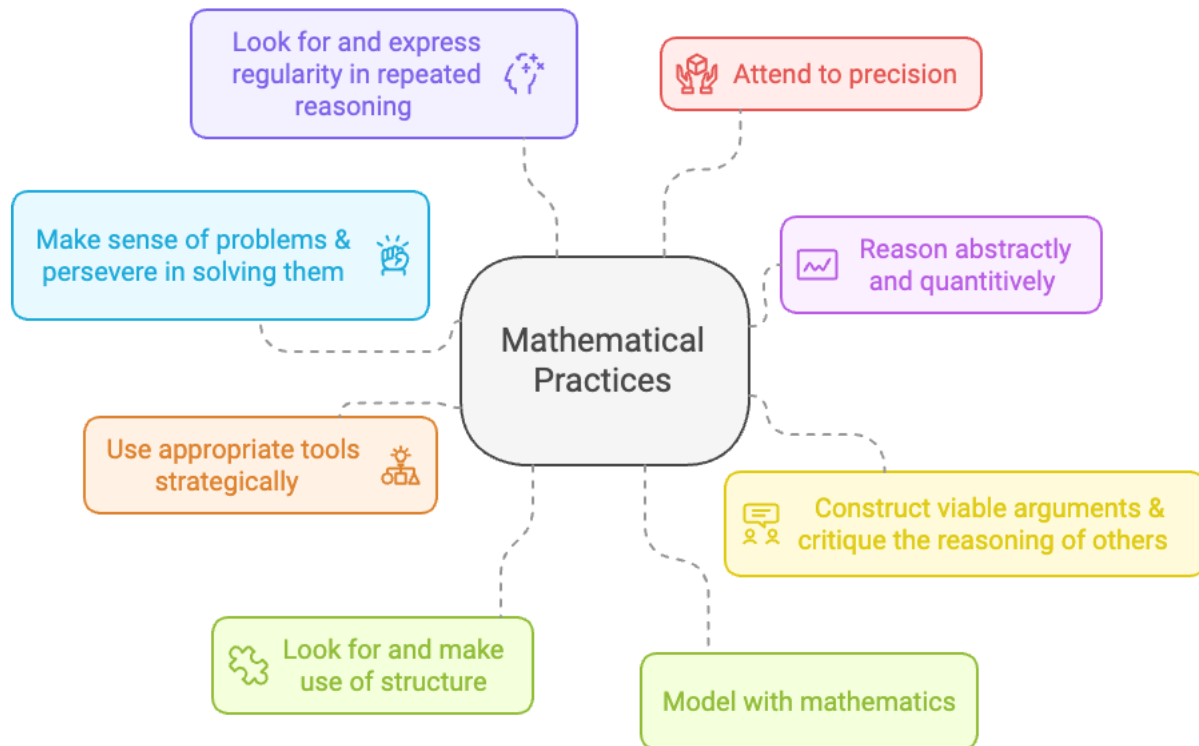 Look for and express
regularity in repeated
reasoning
Attend to precision
Make sense of problems &
persevere in solving them
Reason abstractly
and quantitively
Mathematical
Practices
Use appropriate tools
strategically
Construct viable arguments &
critique the reasoning of others
Look for and make
use of structure
Model with mathematics